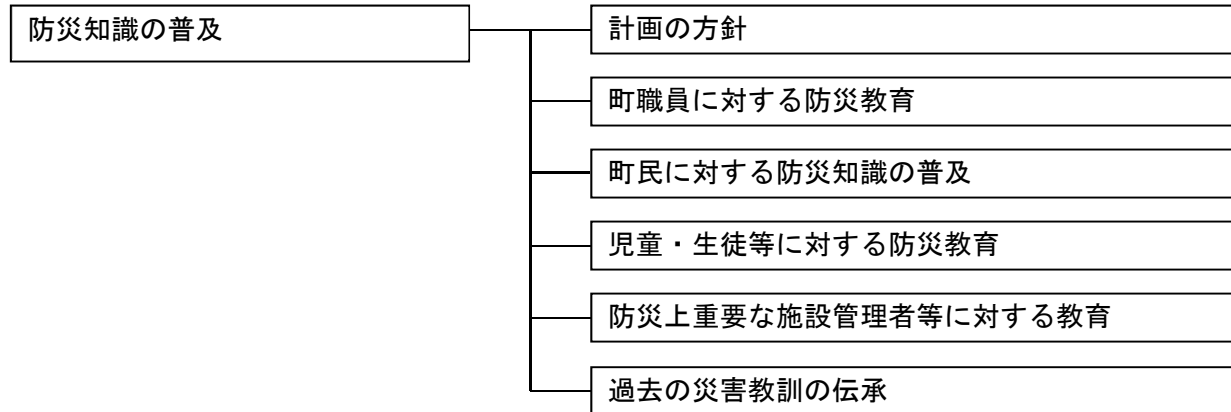 防災知識の普及
計画の方針
町職員に対する防災教育
町民に対する防災知識の普及
児童・生徒等に対する防災教育
防災上重要な施設管理者等に対する教育
過去の災害教訓の伝承